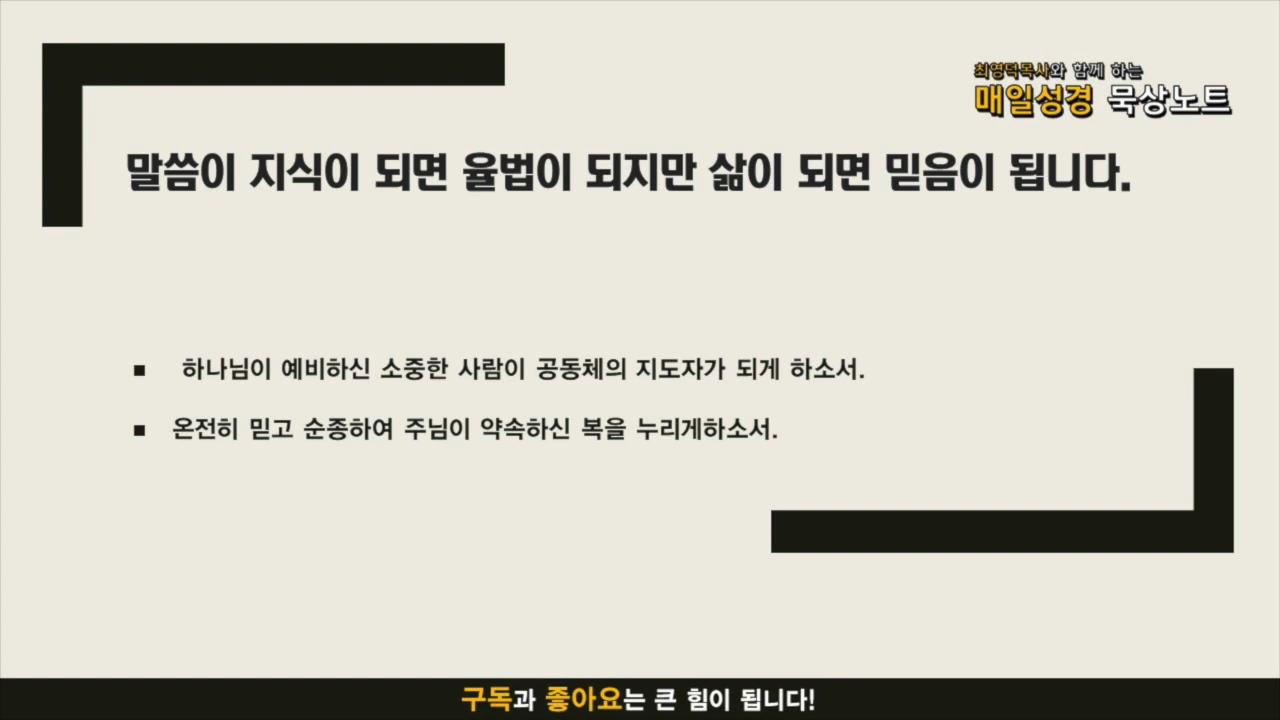 최영덕목사와 함께 하는
매일성경 묵상노트
말씀이 지식이 되면 율법이 되지만 삶이 되면 믿음이 됩니다.
■ 하나님이 예비하신 소중한 사람이 공동체의 지도자가 되게 하소서.
■ 온전히 믿고 순종하여 주님이 약속하신 복을 누리게하소서.
구독과 좋아요는 큰 힘이 됩니다!